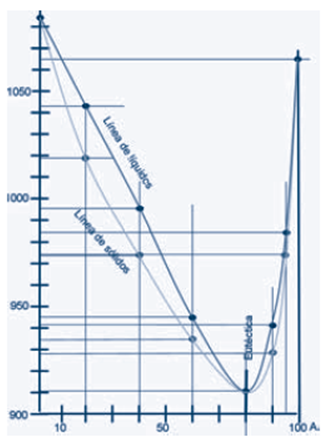 1050
1000
950
900
Línea de líquidos
Línea de sólidos
Eutéctica
10
50
100 A.